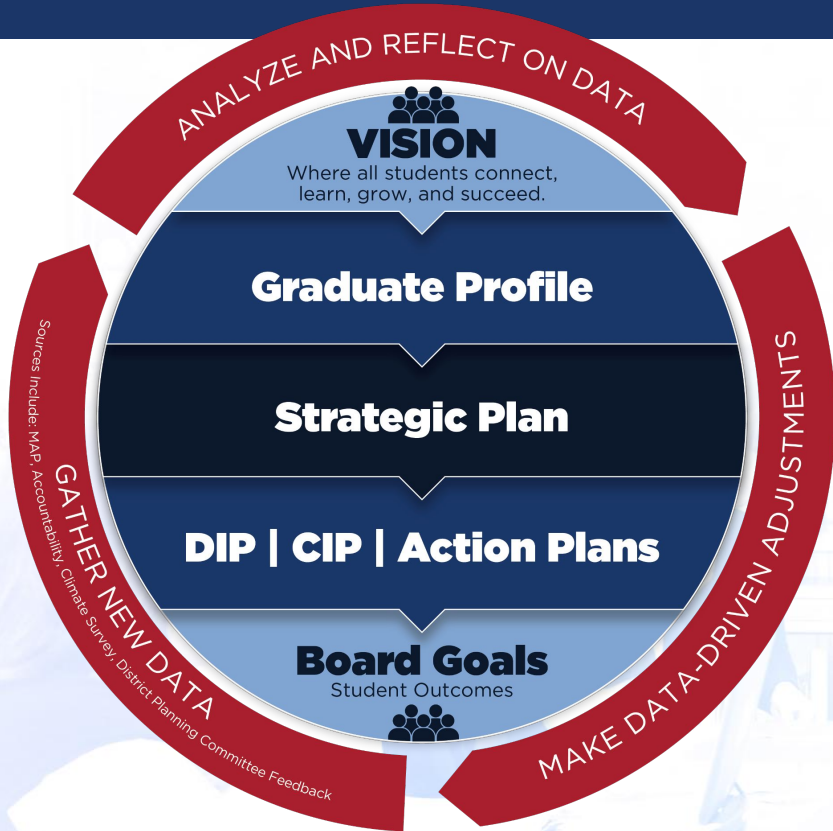 ANALYZE AND REFLECT ON DATA
VISION
Where all students connect,
learn, grow, and succeed.
Graduate Profile
Strategic Plan
DIP | CIP | Action Plans
Board Goals
Student Outcomes
MAKE DATA-DRIVEN ADJUSTMENTS
GATHER NEW DATA
Sources Include: MAP, Accountability, Climate Survey, District Planning Committee Feedback